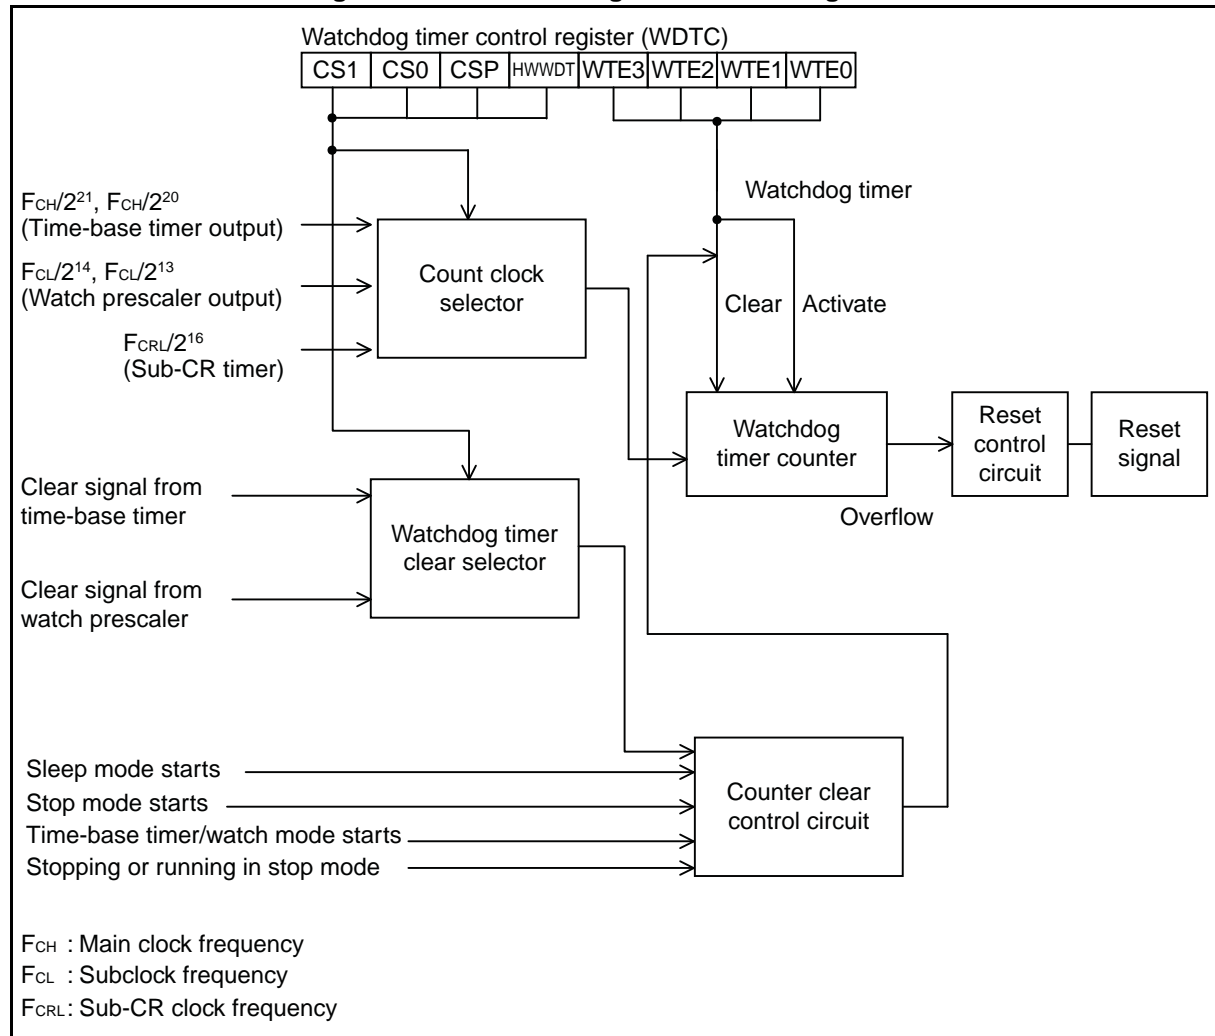 Watchdog timer control register (WDTC)
CS1 CS0 CSP HWWDT WTE3 WTE2 WTE1 WTE0
FCH/2²¹, FCH/2²⁰
(Time-base timer output)
FCL/2¹⁴, FCL/2¹³
(Watch prescaler output)
FCRL/2¹⁶
(Sub-CR timer)
Count clock
selector
Watchdog timer
Clear
Activate
Watchdog
timer counter
Reset
control
circuit
Reset
signal
Overflow
Clear signal from
time-base timer
Clear signal from
watch prescaler
Watchdog timer
clear selector
Sleep mode starts
Stop mode starts
Time-base timer/watch mode starts
Stopping or running in stop mode
Counter clear
control circuit
FCH : Main clock frequency
FCL : Subclock frequency
FCRL : Sub-CR clock frequency